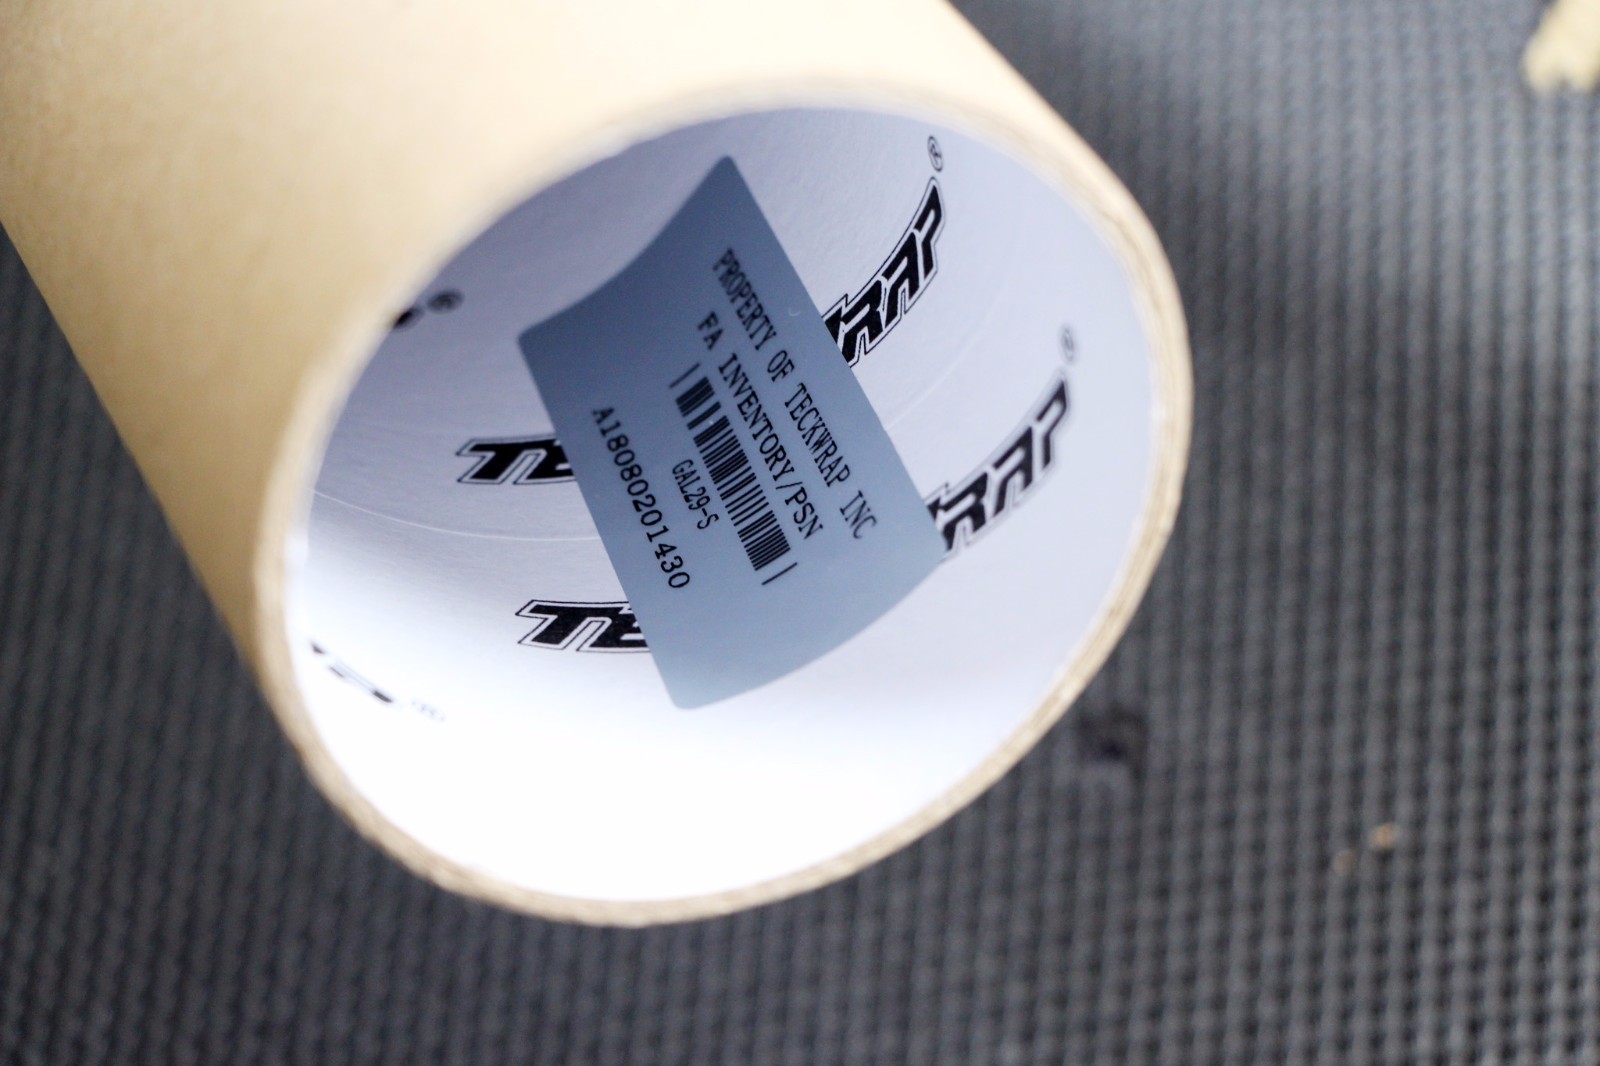 PROPERTY OF TECKWRAP INC
FA INVENTORY/PSN
GAL29-S
A18080201430